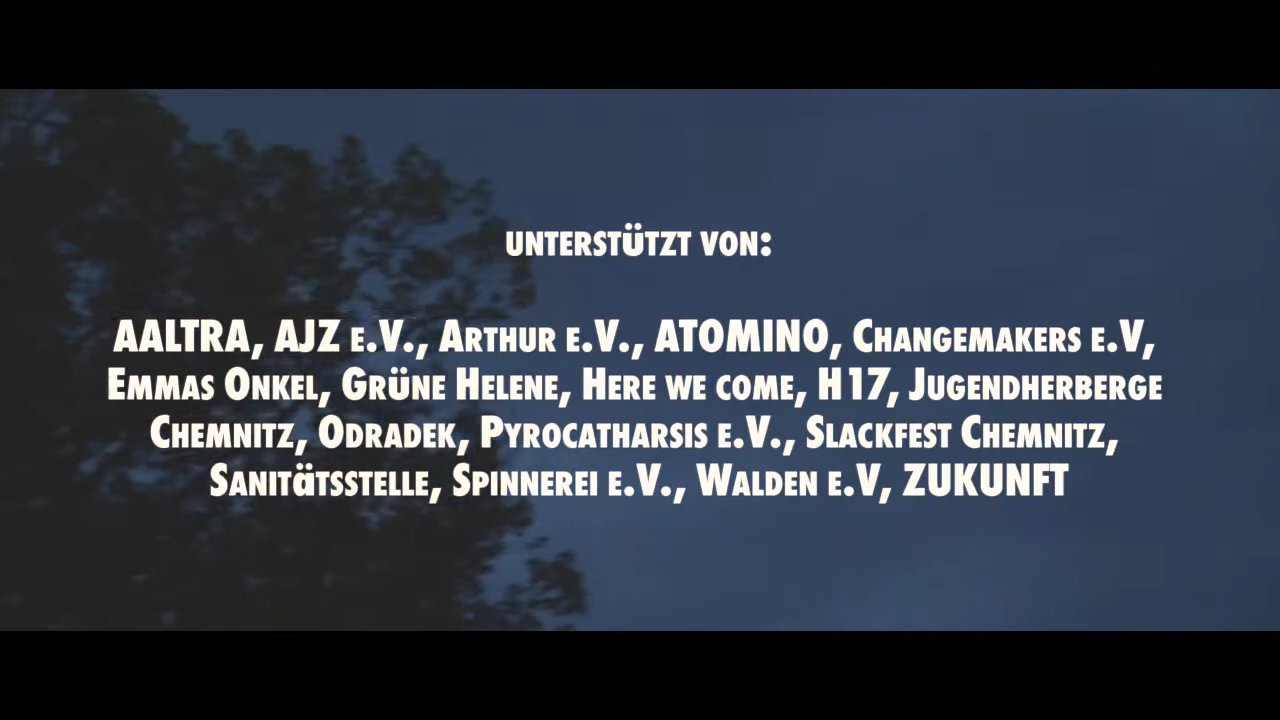 UNTERSTÜTZT VON:
AALTRA, AJZ E.V., ARTHUR E.V., ATOMINO, CHANGEMAKERS E.V,
EMMAS ONKEL, GRÜNE HELENE, HERE WE COME, H17, JUGENDHERBERGE
CHEMNITZ, ODRADEK, PYROCATHARSIS E.V., SLACKFEST CHEMNITZ,
SANITÄTSSTELLE, SPINNEREI E.V., WALDEN E.V, ZUKUNFT